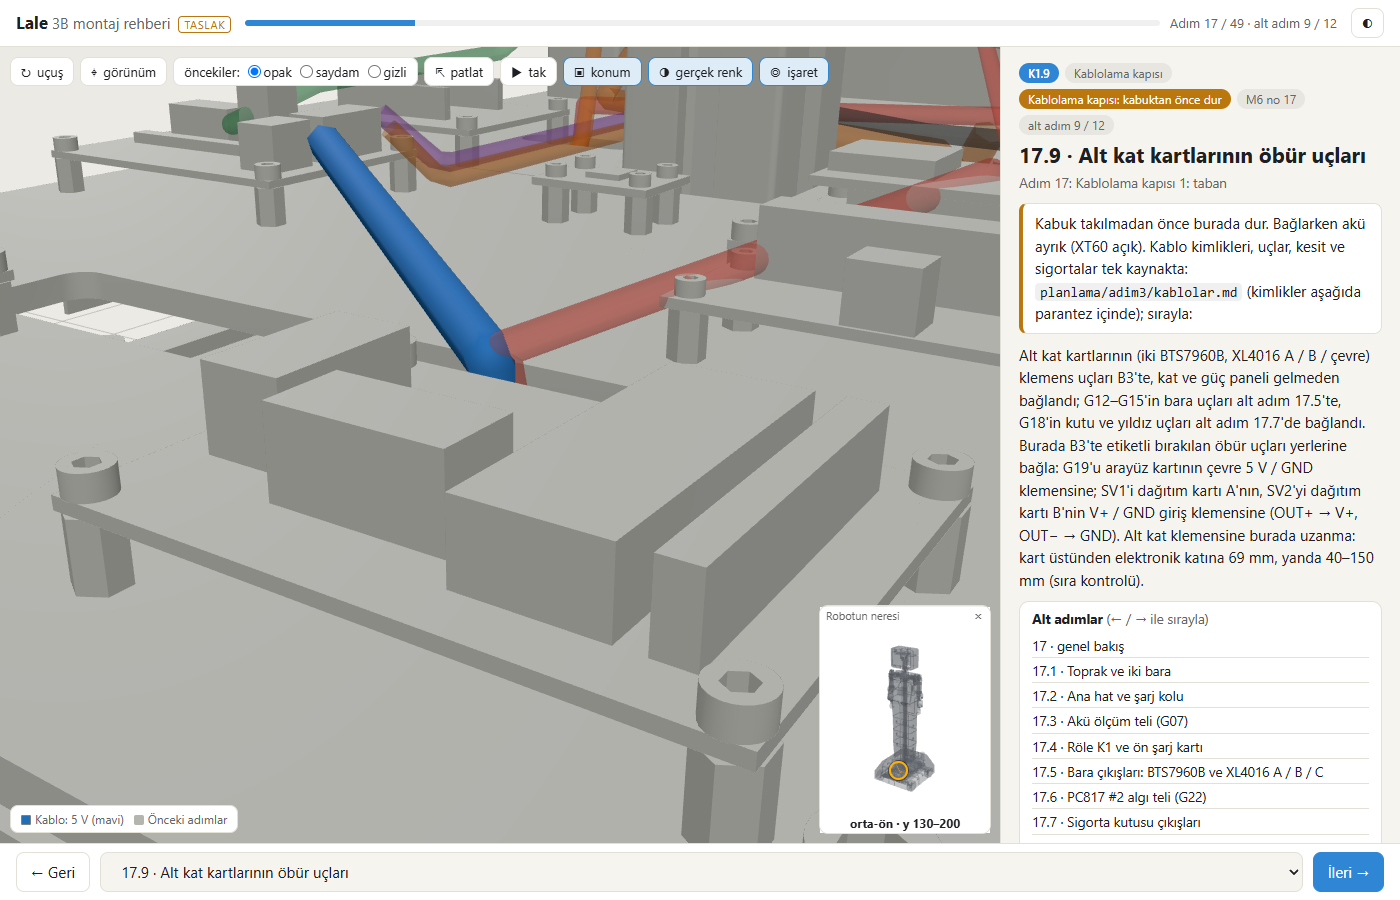 Lale 3B montaj rehberi TASLAK
Adım 17 / 49 · alt adım 9 / 12
↻ uçuş
⌖ görünüm
öncekiler: opak saydam gizli
↖ patlat
▶ tak
▣ konum
◑ gerçek renk
◎ işaret
K1.9 Kablolama kapısı
Kablolama kapısı: kabuktan önce dur M6 no 17
alt adım 9 / 12
17.9 · Alt kat kartlarının öbür uçları
Adım 17: Kablolama kapısı 1: taban
Kabuk takılmadan önce burada dur. Bağlarken akü
ayrık (XT60 açık). Kablo kimlikleri, uçlar, kesit ve
sigortalar tek kaynakta:
planlama/adim3/kablolar.md (kimlikler aşağıda
parantez içinde); sırayla:
Alt kat kartlarının (iki BTS7960B, XL4016 A / B / çevre)
klemens uçları B3'te, kat ve güç paneli gelmeden
bağlandı; G12–G15'in bara uçları alt adım 17.5'te,
G18'in kutu ve yıldız uçları alt adım 17.7'de bağlandı.
Burada B3'te etiketli bırakılan öbür uçları yerlerine
bağla: G19'u arayüz kartının çevre 5 V / GND
klemensine; SV1'i dağıtım kartı A'nın, SV2'yi dağıtım
kartı B'nin V+ / GND giriş klemensine (OUT+ → V+,
OUT− → GND). Alt kat klemensine burada uzanma:
kart üstünden elektronik katına 69 mm, yanda 40–150
mm (sıra kontrolü).
Alt adımlar (← / → ile sırayla)
17 · genel bakış
17.1 · Toprak ve iki bara
17.2 · Ana hat ve şarj kolu
17.3 · Akü ölçüm teli (G07)
17.4 · Röle K1 ve ön şarj kartı
17.5 · Bara çıkışları: BTS7960B ve XL4016 A / B / C
17.6 · PC817 #2 algı teli (G22)
17.7 · Sigorta kutusu çıkışları
Robotun neresi ×
orta-ön · y 130–200
Kablo: 5 V (mavi) Önceki adımlar
← Geri
17.9 · Alt kat kartlarının öbür uçları
İleri →